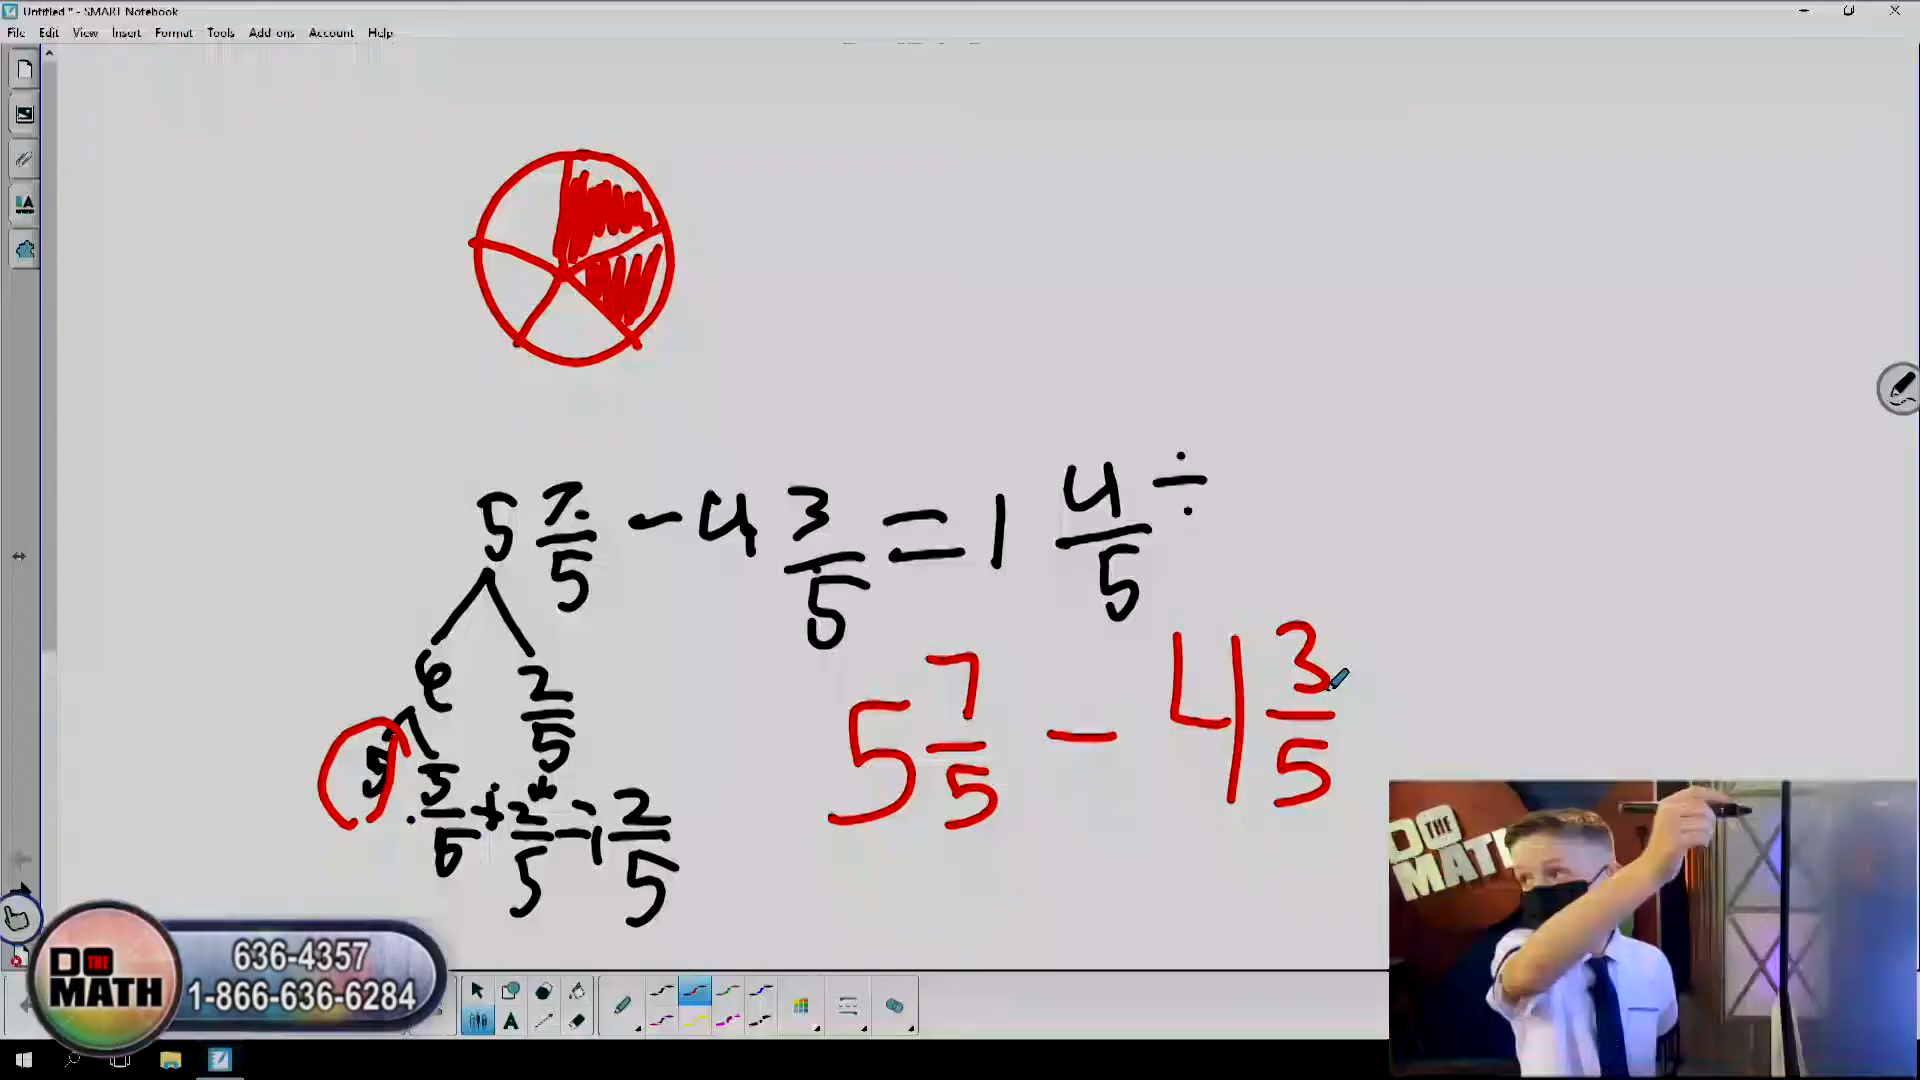 Untitled * - SMART Notebook
File Edit View Insert Format Tools Add-ons Account Help
5 7/5 - 4 3/5 = 1 4/5 ÷
6 2/5
5 7/5 - 4 3/5
5 5/5 + 2/5 = 1 2/5
DO THE MATH
636-4357
1-866-636-6284
DO THE MATH